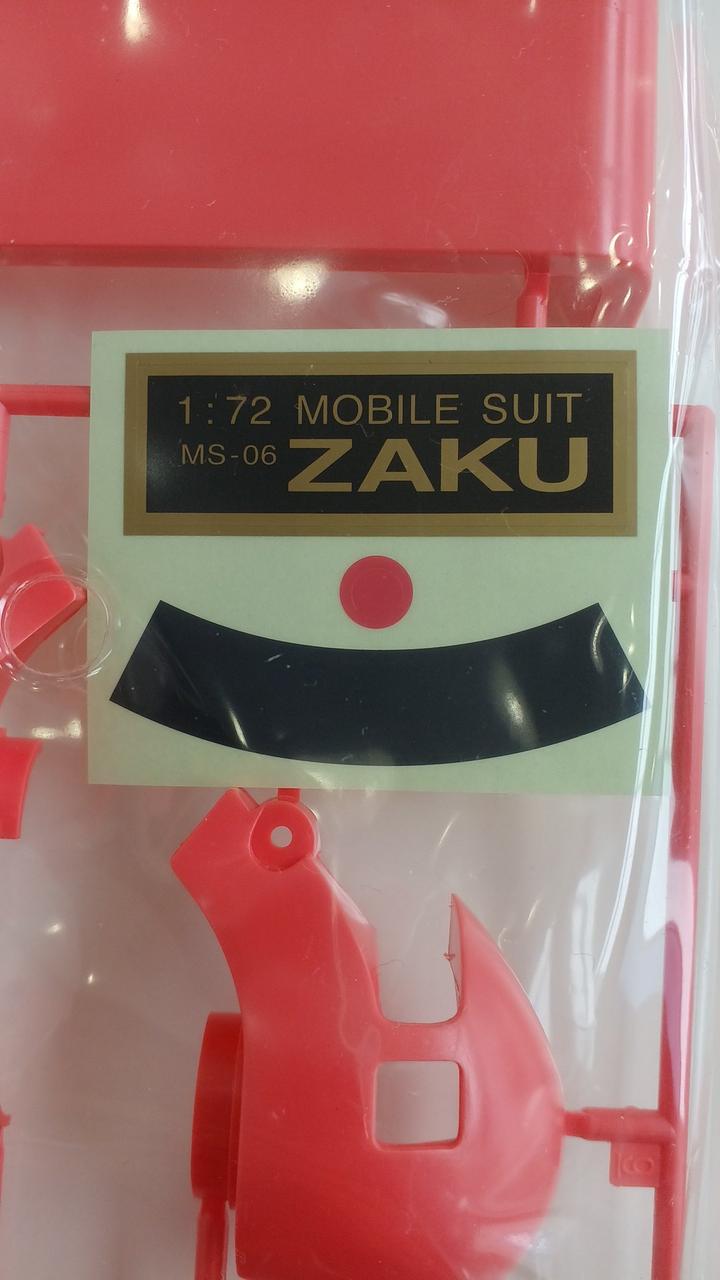 1:72 MOBILE SUIT
MS-06 ZAKU